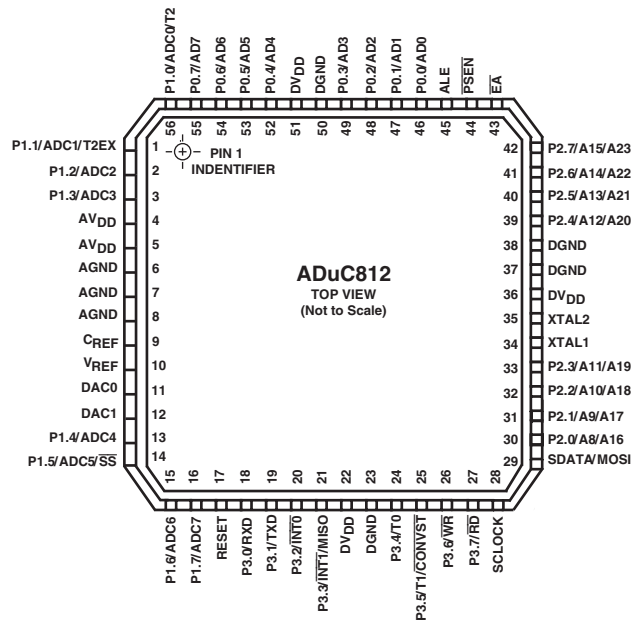 P1.0/ADC0/T2
P0.7/AD7
P0.6/AD6
P0.5/AD5
P0.4/AD4
DVDD
DGND
P0.3/AD3
P0.2/AD2
P0.1/AD1
P0.0/AD0
ALE
PSEN
EA
56 55 54 53 52 51 50 49 48 47 46 45 44 43
P1.1/ADC1/T2EX 1
P1.2/ADC2 2
P1.3/ADC3 3
AVDD 4
AVDD 5
AGND 6
AGND 7
AGND 8
CREF 9
VREF 10
DAC0 11
DAC1 12
P1.4/ADC4 13
P1.5/ADC5/SS 14
PIN 1
INDENTIFIER
ADuC812
TOP VIEW
(Not to Scale)
42 P2.7/A15/A23
41 P2.6/A14/A22
40 P2.5/A13/A21
39 P2.4/A12/A20
38 DGND
37 DGND
36 DVDD
35 XTAL2
34 XTAL1
33 P2.3/A11/A19
32 P2.2/A10/A18
31 P2.1/A9/A17
30 P2.0/A8/A16
29 SDATA/MOSI
15 16 17 18 19 20 21 22 23 24 25 26 27 28
P1.6/ADC6
P1.7/ADC7
RESET
P3.0/RXD
P3.1/TXD
P3.2/INT0
P3.3/INT1/MISO
DVDD
DGND
P3.4/T0
P3.5/T1/CONVST
P3.6/WR
P3.7/RD
SCLOCK